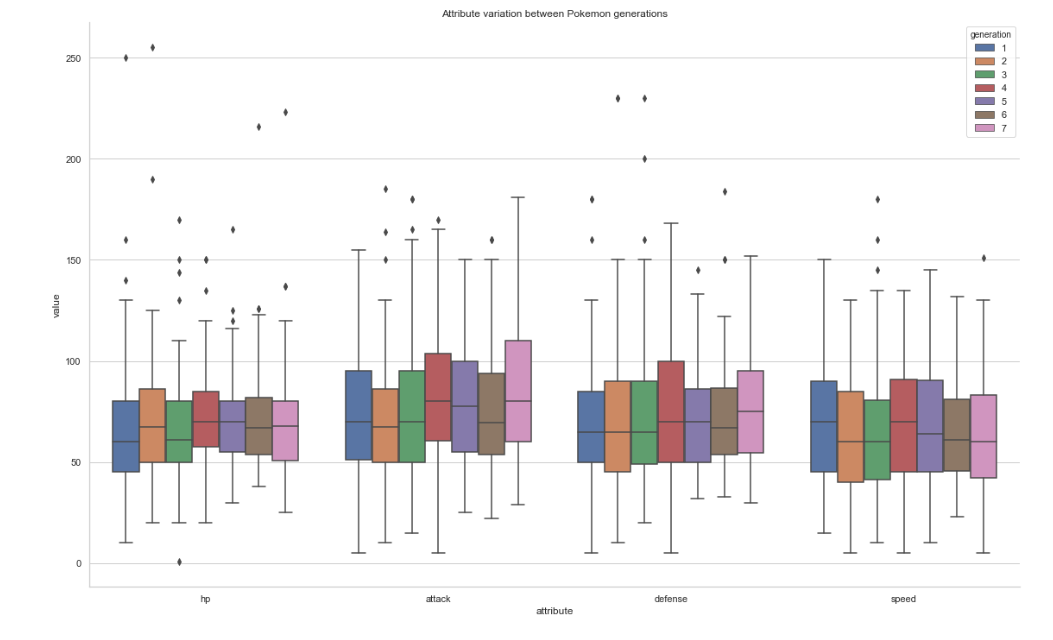 Attribute variation between Pokemon generations
generation
1
2
3
4
5
6
7
250
200
150
100
50
0
value
hp attack defense speed
attribute